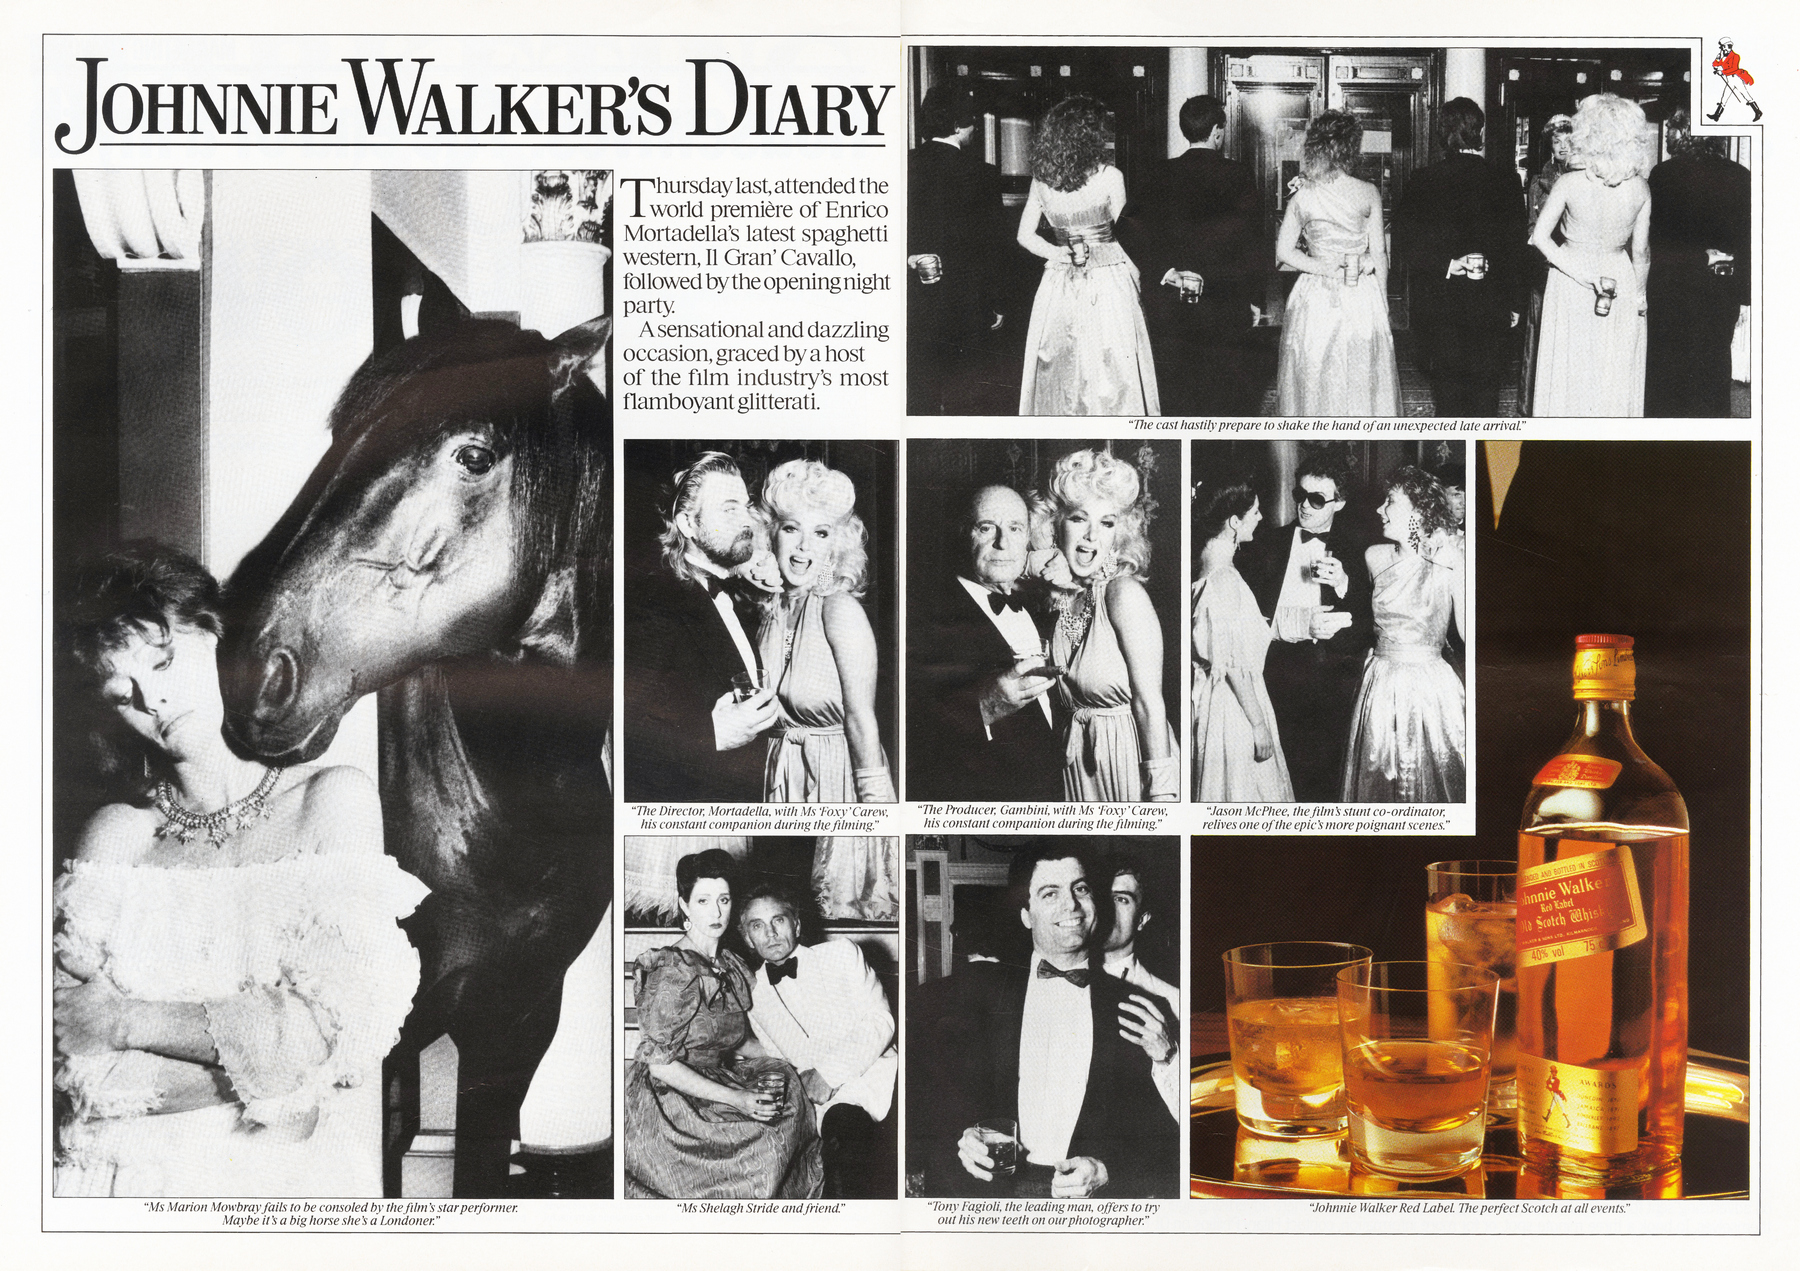 JOHNNIE WALKER'S DIARY
Thursday last, attended the
world première of Enrico
Mortadella's latest spaghetti
western, Il Gran' Cavallo,
followed by the opening night
party.
A sensational and dazzling
occasion, graced by a host
of the film industry's most
flamboyant glitterati.
"The cast hastily prepare to shake the hand of an unexpected late arrival."
"The Director, Mortadella, with Ms 'Foxy' Carew,
his constant companion during the filming."
"The Producer, Gambini, with Ms 'Foxy' Carew,
his constant companion during the filming."
"Jason McPhee, the film's stunt co-ordinator,
relives one of the epic's more poignant scenes."
"Ms Marion Mowbray fails to be consoled by the film's star performer.
Maybe it's a big horse she's a Londoner."
"Ms Shelagh Stride and friend."
"Tony Fagioli, the leading man, offers to try
out his new teeth on our photographer."
AND BOTTLED IN
Johnnie Walker
Red Label
Old Scotch Whisky
40% vol 75
AWARDS
"Johnnie Walker Red Label. The perfect Scotch at all events."